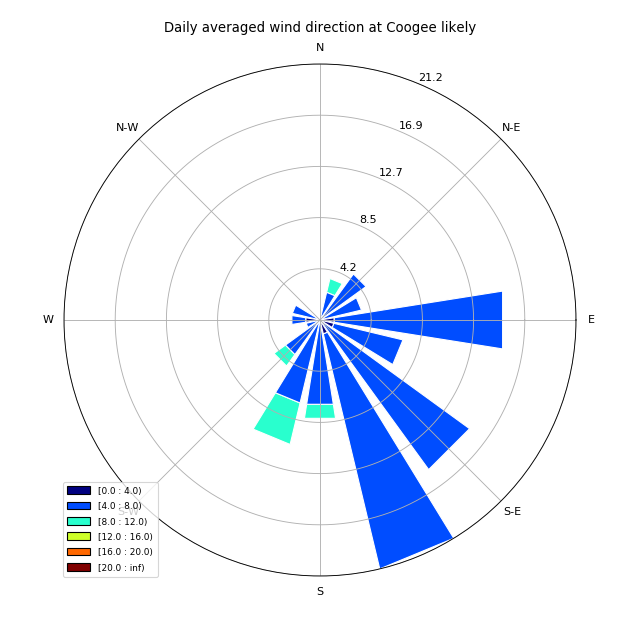 Daily averaged wind direction at Coogee likely
N
21.2
N-W
16.9
N-E
12.7
8.5
4.2
W
E
[0.0 : 4.0)
[4.0 : 8.0)
S-W
S-E
[8.0 : 12.0)
[12.0 : 16.0)
[16.0 : 20.0)
[20.0 : inf)
S